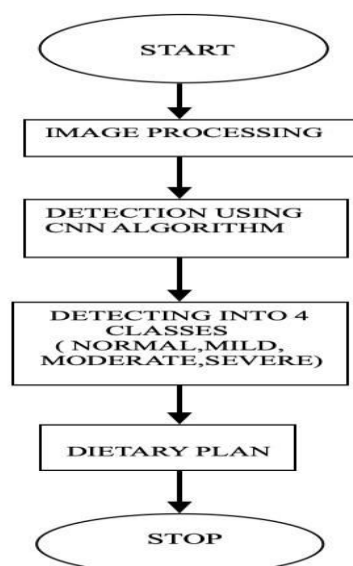 START
IMAGE PROCESSING
DETECTION USING
CNN ALGORITHM
DETECTING INTO 4
CLASSES
( NORMAL,MILD,
MODERATE,SEVERE)
DIETARY PLAN
STOP